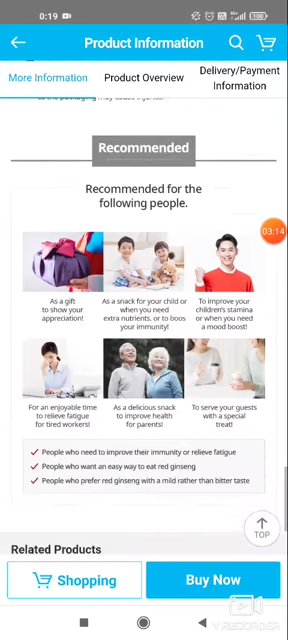 0:19
4G
100
Product Information
More Information
Product Overview
Delivery/Payment
Information
Recommended
Recommended for the
following people.
03:14
As a gift
to show your
appreciation!
As a snack for your child or
when you need
extra nutrients, or to boos
your immunity!
To improve your
children's stamina
or when you need
a mood boost!
For an enjoyable time
to relieve fatigue
for tired workers!
As a delicious snack
to improve health
for parents!
To serve your guests
with a special
treat!
People who need to improve their immunity or relieve fatigue
People who want an easy way to eat red ginseng
People who prefer red ginseng with a mild rather than bitter taste
TOP
Related Products
Shopping
Buy Now
V RECORDER